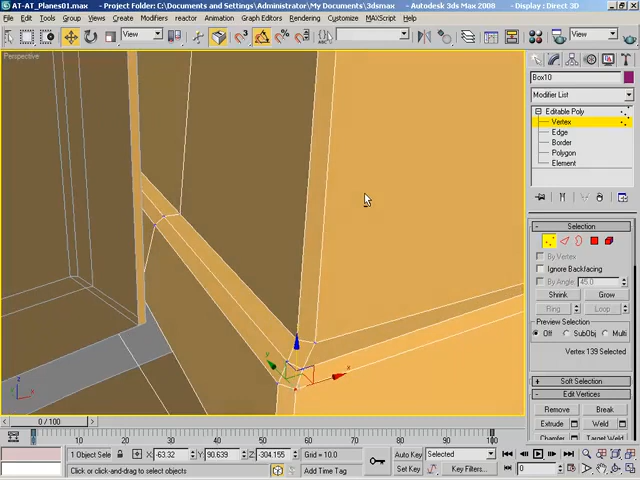 AT-AT_Planes01.max - Project Folder: C:\Documents and Settings\Administrator\My Documents\3dsmax - Autodesk 3ds Max 2008 - Display : Direct 3D
File Edit Tools Group Views Create Modifiers reactor Animation Graph Editors Rendering Customize MAXScript Help
View View
Perspective
Box10
Modifier List
Editable Poly
Vertex
Edge
Border
Polygon
Element
Selection
By Vertex
Ignore Backfacing
By Angle: 45.0
Shrink Grow
Ring Loop
Preview Selection
Off SubObj Multi
Vertex 139 Selected
Soft Selection
Edit Vertices
Remove Break
Extrude Weld
Chamfer Target Weld
0 / 100
0 10 20 30 40 50 60 70 80 90 100
1 Object Selec X: -63.32 Y: 90.639 Z: -304.155 Grid = 10.0 Auto Key Selected
Click or click-and-drag to select objects Add Time Tag Set Key Key Filters... 0
z x
x y